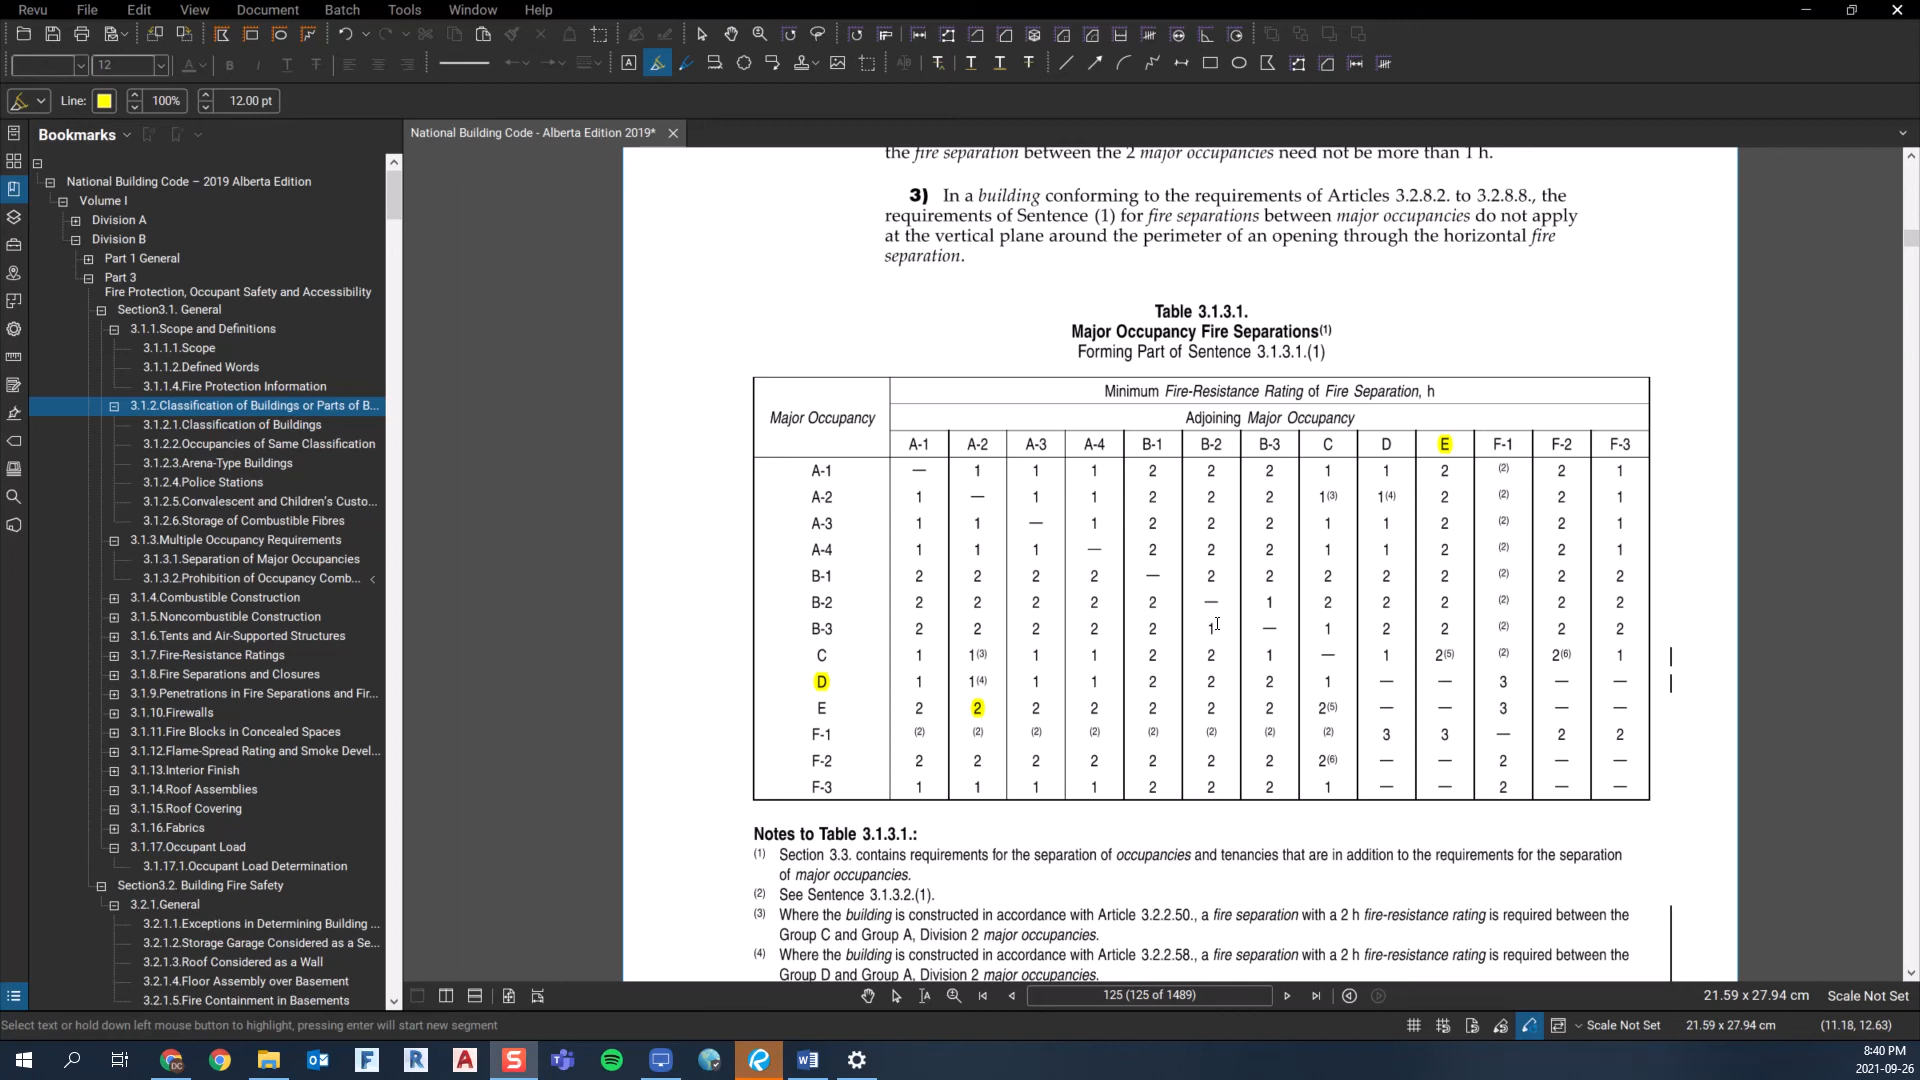 Revu File Edit View Document Batch Tools Window Help
12
Line: 100% 12.00 pt
Bookmarks
National Building Code - Alberta Edition 2019*
National Building Code – 2019 Alberta Edition
Volume I
Division A
Division B
Part 1 General
Part 3
Fire Protection, Occupant Safety and Accessibility
Section3.1. General
3.1.1.Scope and Definitions
3.1.1.1.Scope
3.1.1.2.Defined Words
3.1.1.4.Fire Protection Information
3.1.2.Classification of Buildings or Parts of B...
3.1.2.1.Classification of Buildings
3.1.2.2.Occupancies of Same Classification
3.1.2.3.Arena-Type Buildings
3.1.2.4.Police Stations
3.1.2.5.Convalescent and Children's Custo...
3.1.2.6.Storage of Combustible Fibres
3.1.3.Multiple Occupancy Requirements
3.1.3.1.Separation of Major Occupancies
3.1.3.2.Prohibition of Occupancy Comb...
3.1.4.Combustible Construction
3.1.5.Noncombustible Construction
3.1.6.Tents and Air-Supported Structures
3.1.7.Fire-Resistance Ratings
3.1.8.Fire Separations and Closures
3.1.9.Penetrations in Fire Separations and Fir...
3.1.10.Firewalls
3.1.11.Fire Blocks in Concealed Spaces
3.1.12.Flame-Spread Rating and Smoke Devel...
3.1.13.Interior Finish
3.1.14.Roof Assemblies
3.1.15.Roof Covering
3.1.16.Fabrics
3.1.17.Occupant Load
3.1.17.1.Occupant Load Determination
Section3.2. Building Fire Safety
3.2.1.General
3.2.1.1.Exceptions in Determining Building ...
3.2.1.2.Storage Garage Considered as a Se...
3.2.1.3.Roof Considered as a Wall
3.2.1.4.Floor Assembly over Basement
3.2.1.5.Fire Containment in Basements
the fire separation between the 2 major occupancies need not be more than 1 h.
3) In a building conforming to the requirements of Articles 3.2.8.2. to 3.2.8.8., the
requirements of Sentence (1) for fire separations between major occupancies do not apply
at the vertical plane around the perimeter of an opening through the horizontal fire
separation.
Table 3.1.3.1.
Major Occupancy Fire Separations(1)
Forming Part of Sentence 3.1.3.1.(1)
Major Occupancy
Minimum Fire-Resistance Rating of Fire Separation, h
Adjoining Major Occupancy
A-1 A-2 A-3 A-4 B-1 B-2 B-3 C D E F-1 F-2 F-3
A-1 — 1 1 1 2 2 2 1 1 2 (2) 2 1
A-2 1 — 1 1 2 2 2 1(3) 1(4) 2 (2) 2 1
A-3 1 1 — 1 2 2 2 1 1 2 (2) 2 1
A-4 1 1 1 — 2 2 2 1 1 2 (2) 2 1
B-1 2 2 2 2 — 2 2 2 2 2 (2) 2 2
B-2 2 2 2 2 2 — 1 2 2 2 (2) 2 2
B-3 2 2 2 2 2 1 — 1 2 2 (2) 2 2
C 1 1(3) 1 1 2 2 1 — 1 2(5) (2) 2(6) 1
D 1 1(4) 1 1 2 2 2 1 — — 3 — —
E 2 2 2 2 2 2 2 2(5) — — 3 — —
F-1 (2) (2) (2) (2) (2) (2) (2) (2) 3 3 — 2 2
F-2 2 2 2 2 2 2 2 2(6) — — 2 — —
F-3 1 1 1 1 2 2 2 1 — — 2 — —
Notes to Table 3.1.3.1.:
(1) Section 3.3. contains requirements for the separation of occupancies and tenancies that are in addition to the requirements for the separation
of major occupancies.
(2) See Sentence 3.1.3.2.(1).
(3) Where the building is constructed in accordance with Article 3.2.2.50., a fire separation with a 2 h fire-resistance rating is required between the
Group C and Group A, Division 2 major occupancies.
(4) Where the building is constructed in accordance with Article 3.2.2.58., a fire separation with a 2 h fire-resistance rating is required between the
Group D and Group A, Division 2 major occupancies.
125 (125 of 1489)
21.59 x 27.94 cm Scale Not Set
Select text or hold down left mouse button to highlight, pressing enter will start new segment
Scale Not Set 21.59 x 27.94 cm (11.18, 12.63)
8:40 PM
2021-09-26